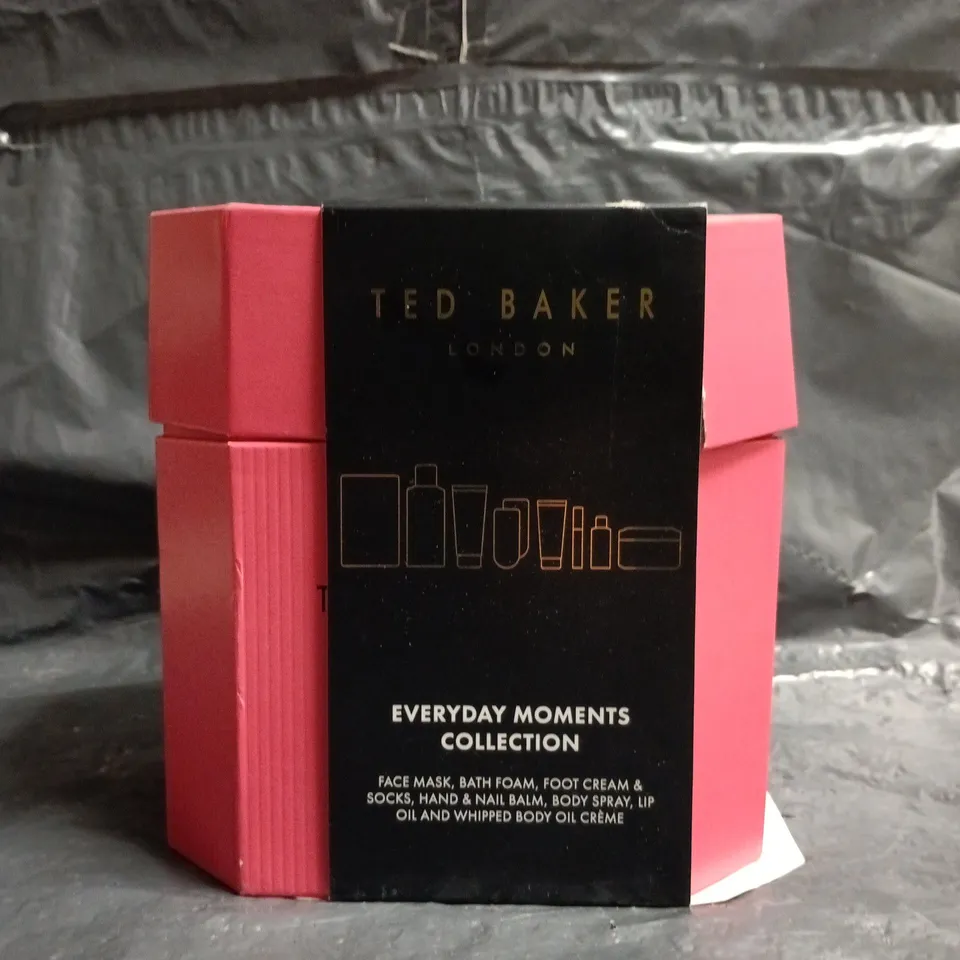 TED BAKER
LONDON
T
EVERYDAY MOMENTS
COLLECTION
FACE MASK, BATH FOAM, FOOT CREAM &
SOCKS, HAND & NAIL BALM, BODY SPRAY, LIP
OIL AND WHIPPED BODY OIL CRÈME